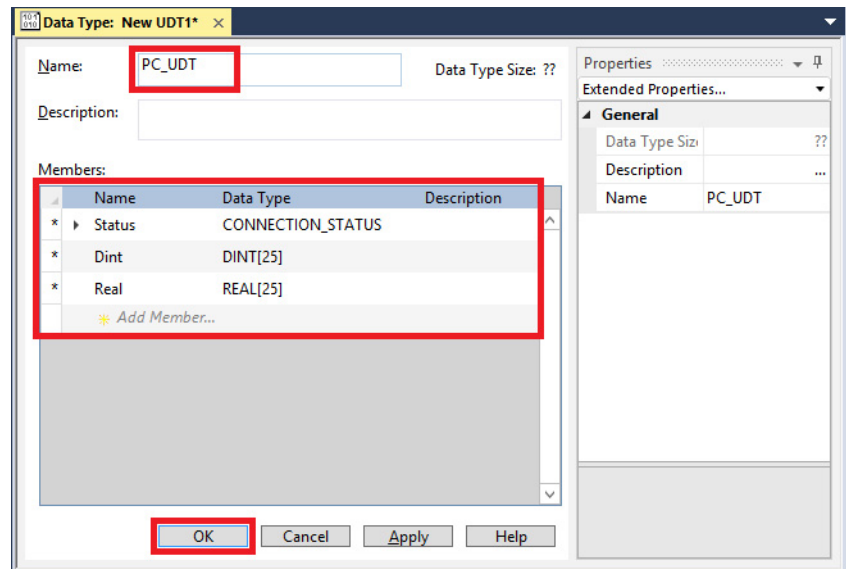 Data Type: New UDT1*
Name: PC_UDT Data Type Size: ??
Description:
Members:
Name Data Type Description
* Status CONNECTION_STATUS
* Dint DINT[25]
* Real REAL[25]
Add Member...
OK Cancel Apply Help
Properties
Extended Properties...
General
Data Type Siz ??
Description ...
Name PC_UDT